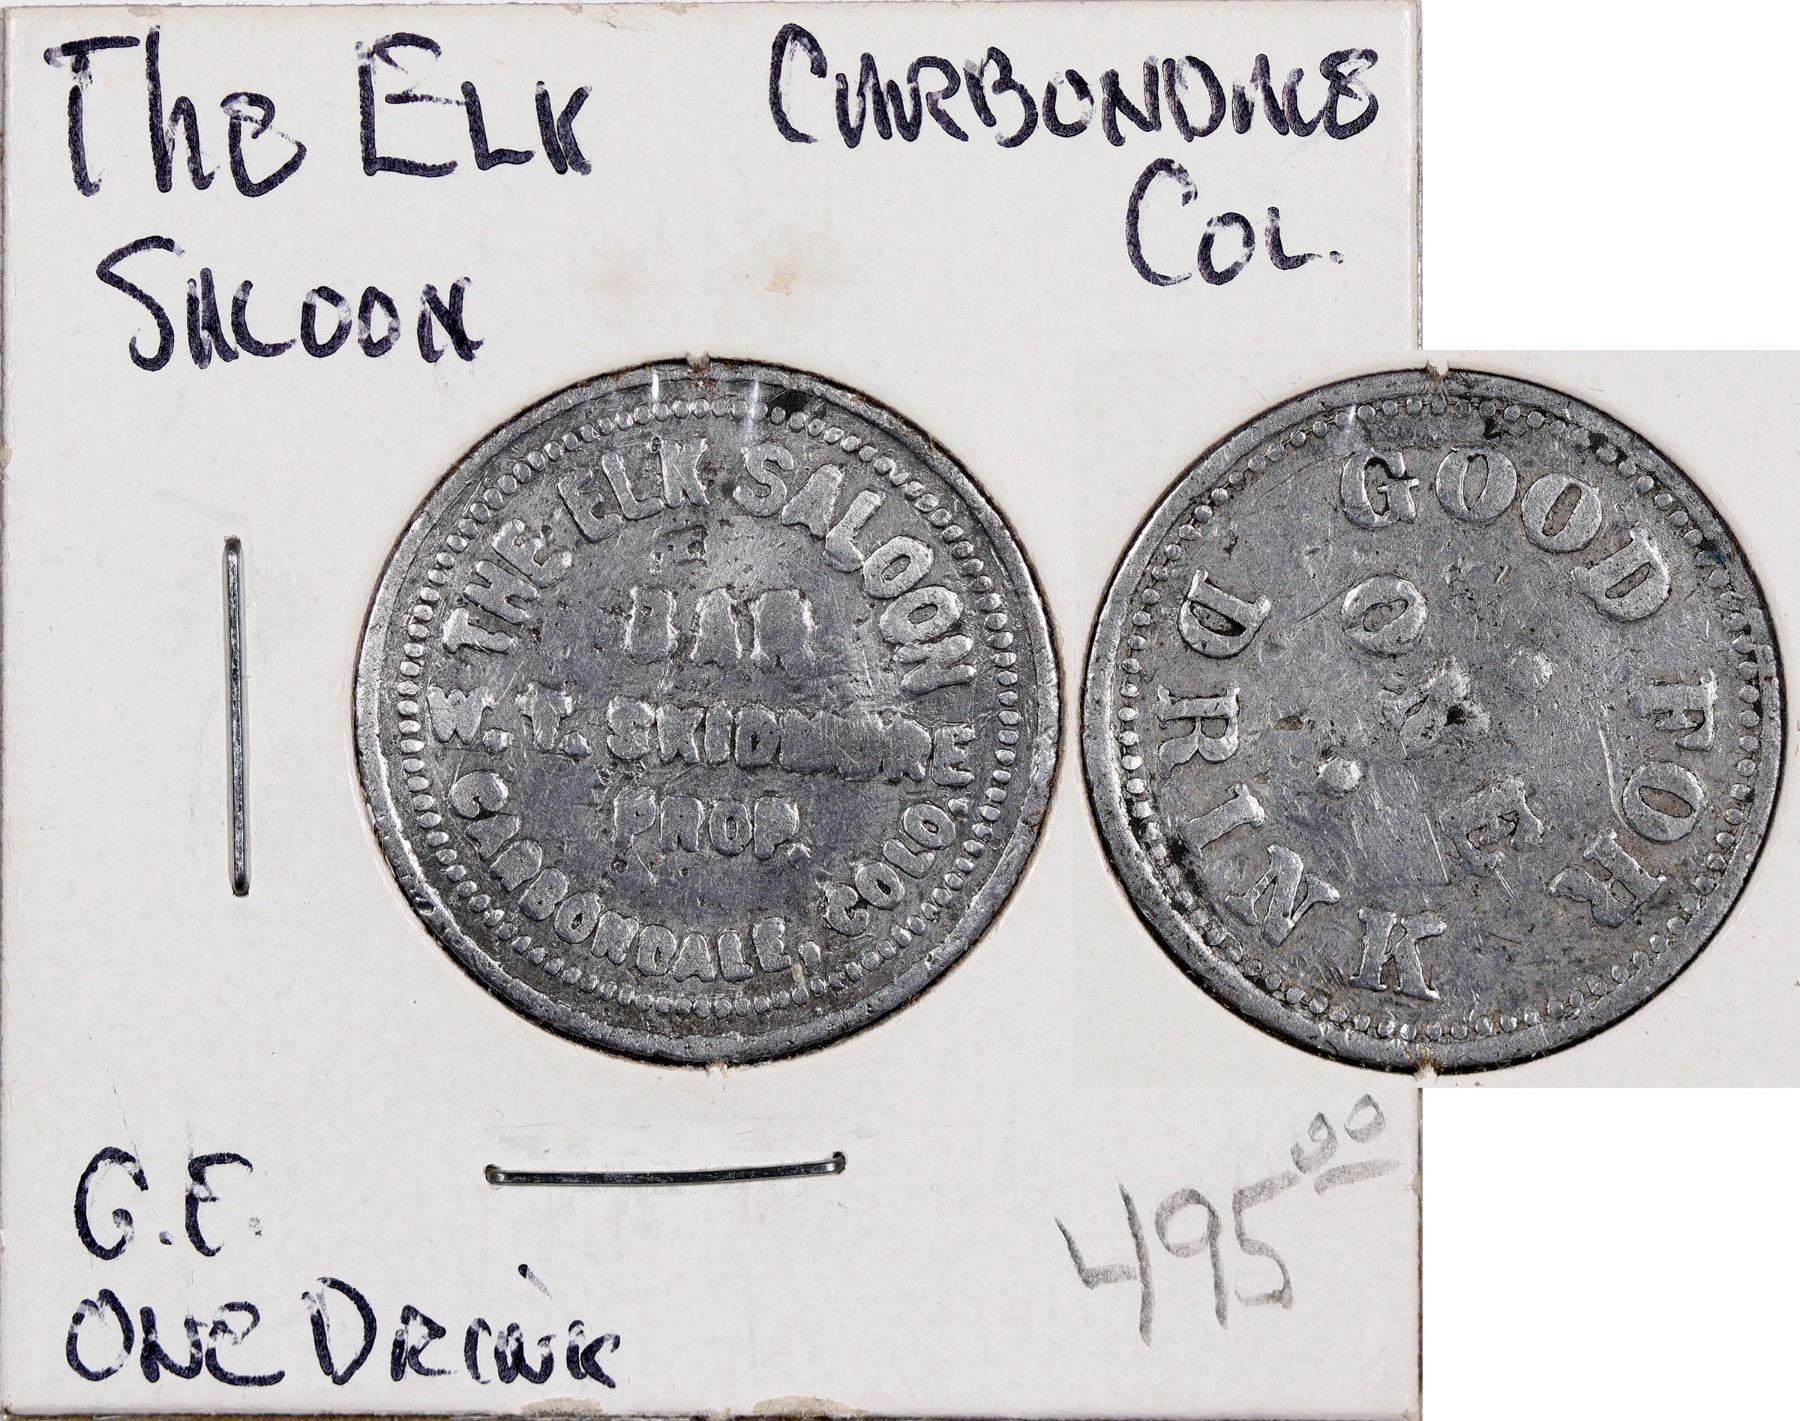 The Elk
Saloon
Carbondale
Col.
THE ELK SALOON
BAR
W. T. SKIDMORE
PROP.
CARBONDALE, COLO.
GOOD FOR
ONE
DRINK
G.F.
One Drink
495.00